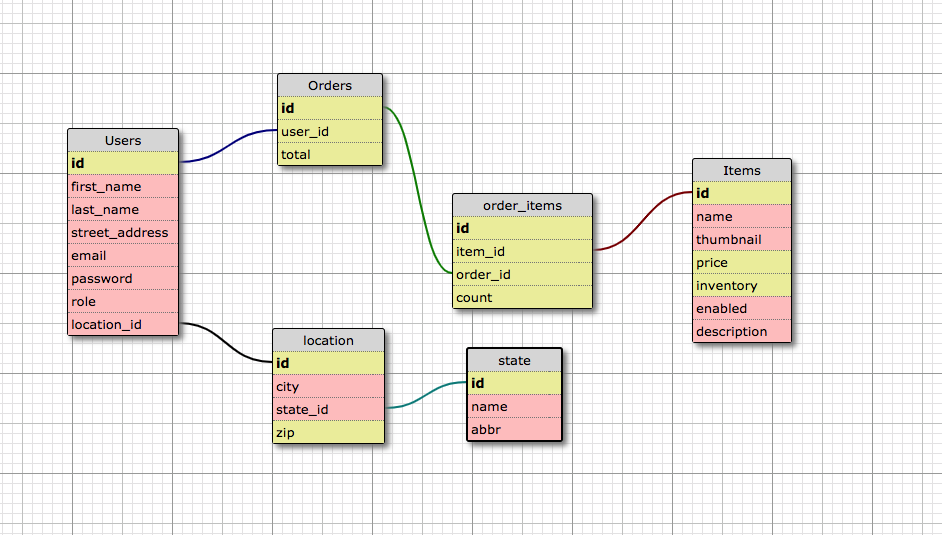 Users
id
first_name
last_name
street_address
email
password
role
location_id
Orders
id
user_id
total
order_items
id
item_id
order_id
count
Items
id
name
thumbnail
price
inventory
enabled
description
location
id
city
state_id
zip
state
id
name
abbr